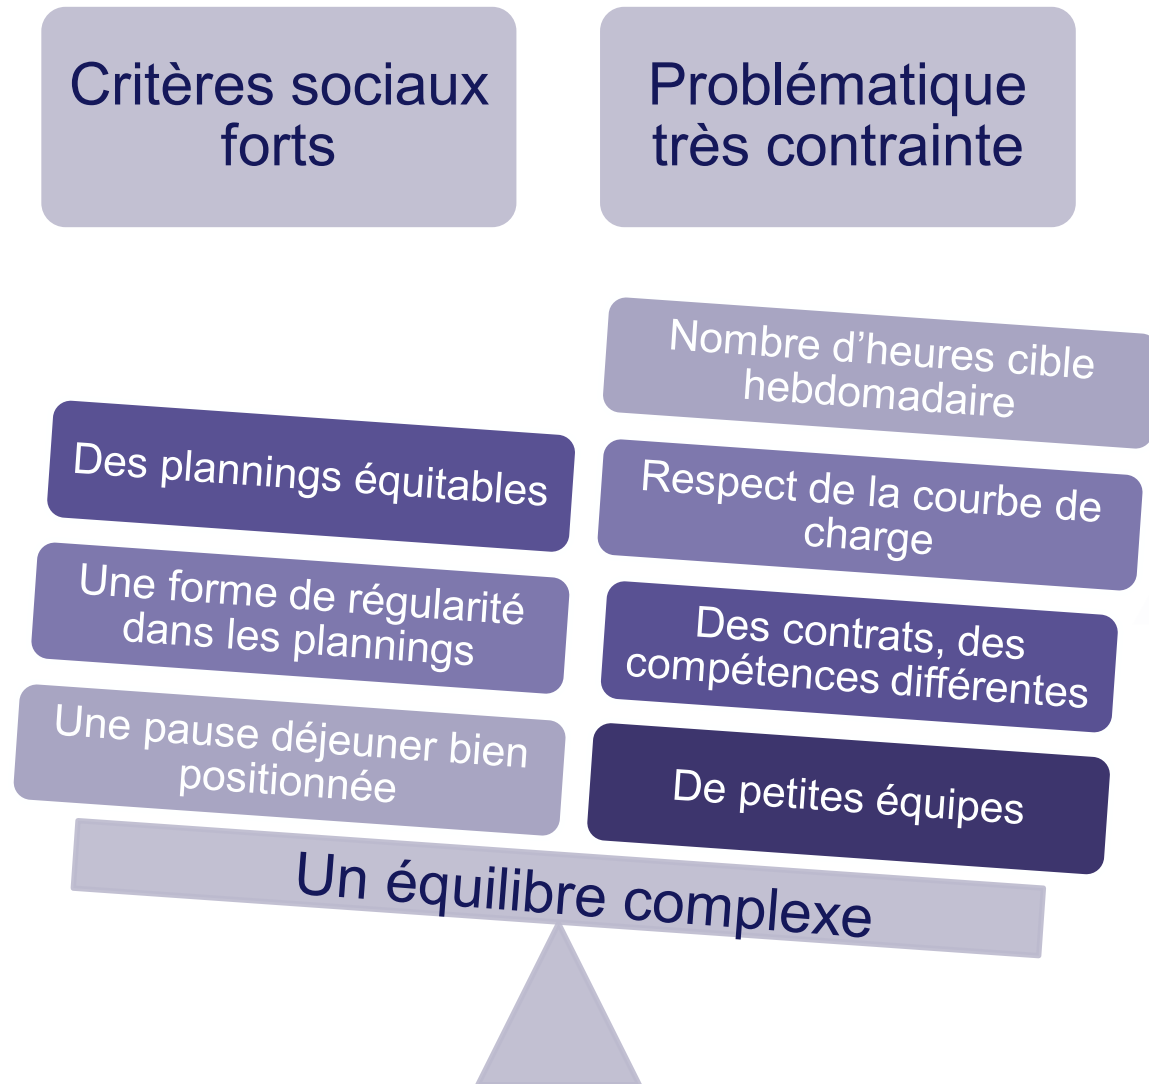 Critères sociaux
forts
Problématique
très contrainte
Des plannings équitables
Une forme de régularité
dans les plannings
Une pause déjeuner bien
positionnée
Nombre d’heures cible
hebdomadaire
Respect de la courbe de
charge
Des contrats, des
compétences différentes
De petites équipes
Un équilibre complexe